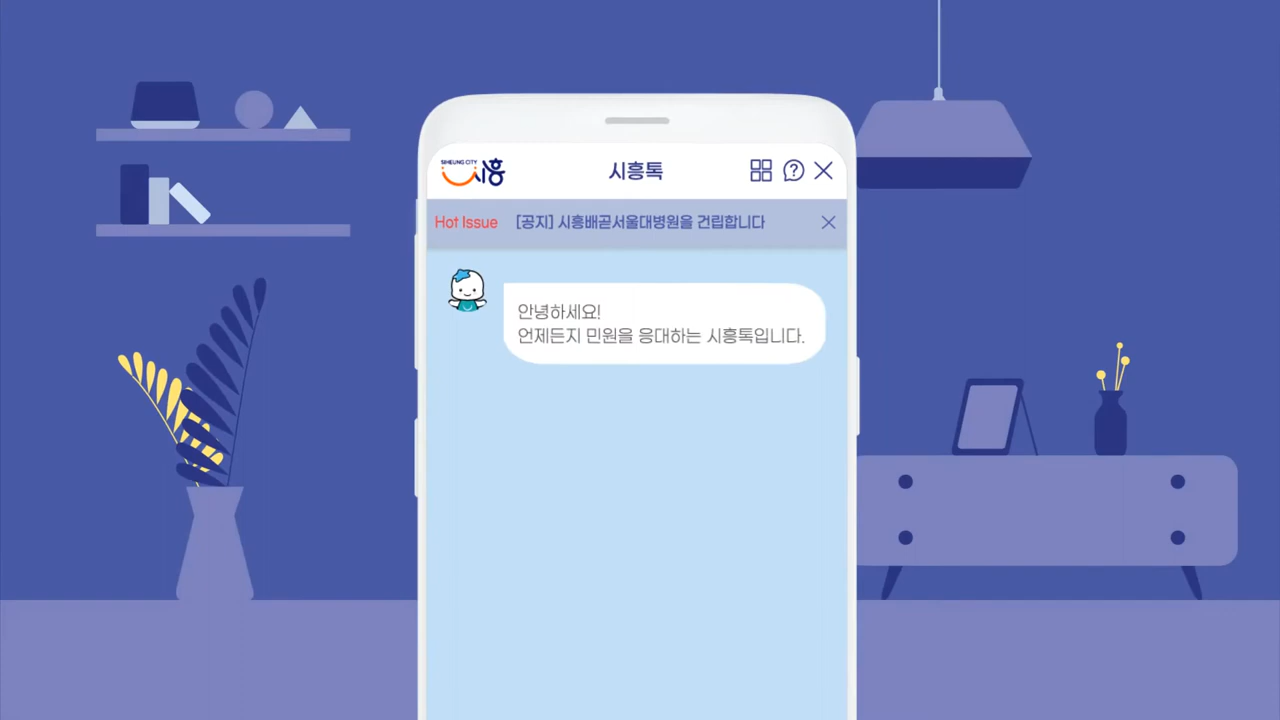 SIHEUNG CITY
시흥
시흥톡
Hot Issue [공지] 시흥배곧서울대병원을 건립합니다
안녕하세요!
언제든지 민원을 응대하는 시흥톡입니다.